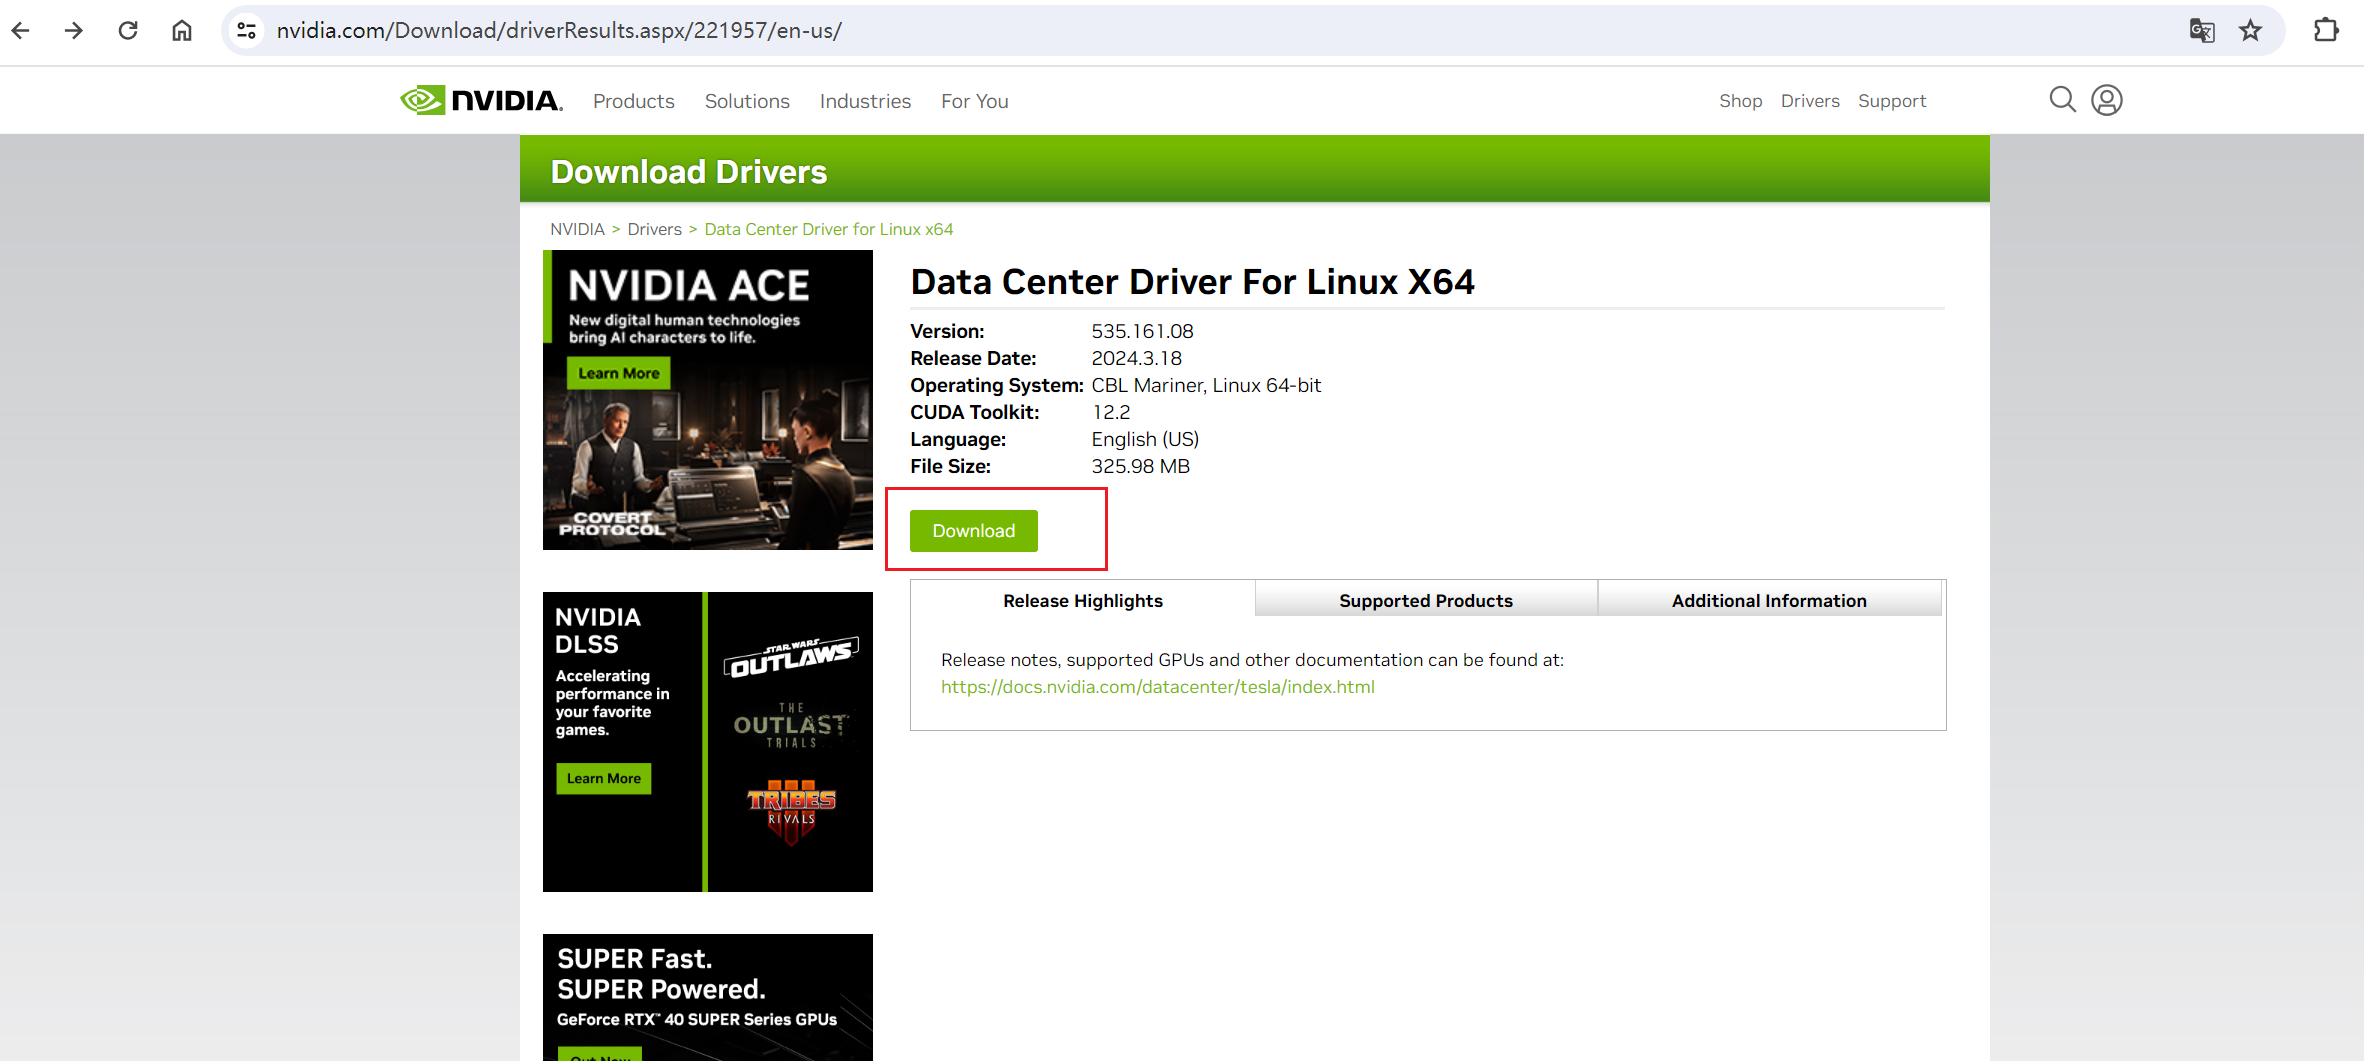 nvidia.com/Download/driverResults.aspx/221957/en-us/
NVIDIA. Products Solutions Industries For You Shop Drivers Support
Download Drivers
NVIDIA > Drivers > Data Center Driver for Linux x64
NVIDIA ACE
New digital human technologies
bring AI characters to life.
Learn More
COVERT
PROTOCOL
Data Center Driver For Linux X64
Version: 535.161.08
Release Date: 2024.3.18
Operating System: CBL Mariner, Linux 64-bit
CUDA Toolkit: 12.2
Language: English (US)
File Size: 325.98 MB
Download
Release Highlights Supported Products Additional Information
Release notes, supported GPUs and other documentation can be found at:
https://docs.nvidia.com/datacenter/tesla/index.html
NVIDIA
DLSS
Accelerating
performance in
your favorite
games.
Learn More
STAR WARS
OUTLAWS
THE
OUTLAST
TRIALS
TRIBES
RIVALS
SUPER Fast.
SUPER Powered.
GeForce RTX™ 40 SUPER Series GPUs
Out Now